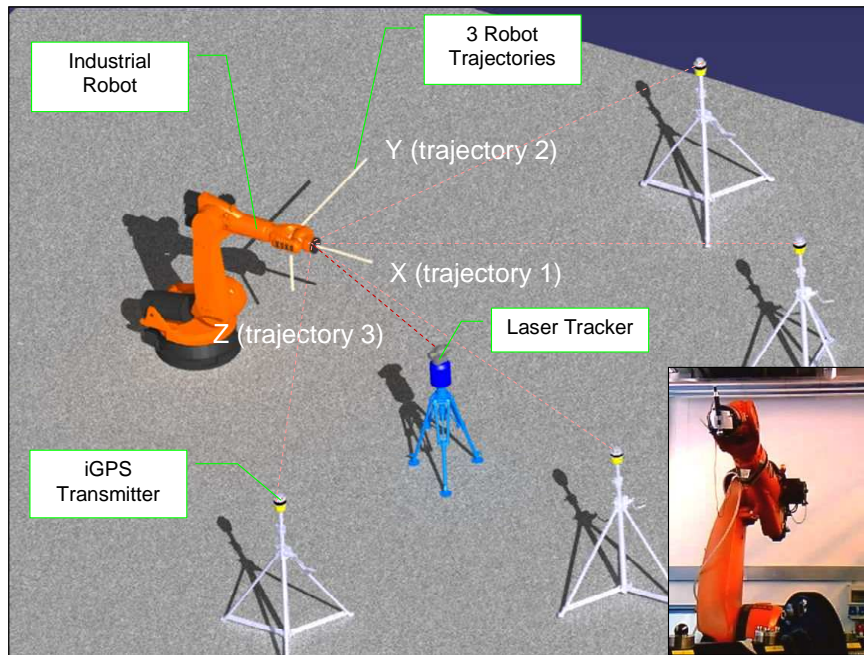 3 Robot
Trajectories
Industrial
Robot
Y (trajectory 2)
X (trajectory 1)
Z (trajectory 3)
Laser Tracker
iGPS
Transmitter